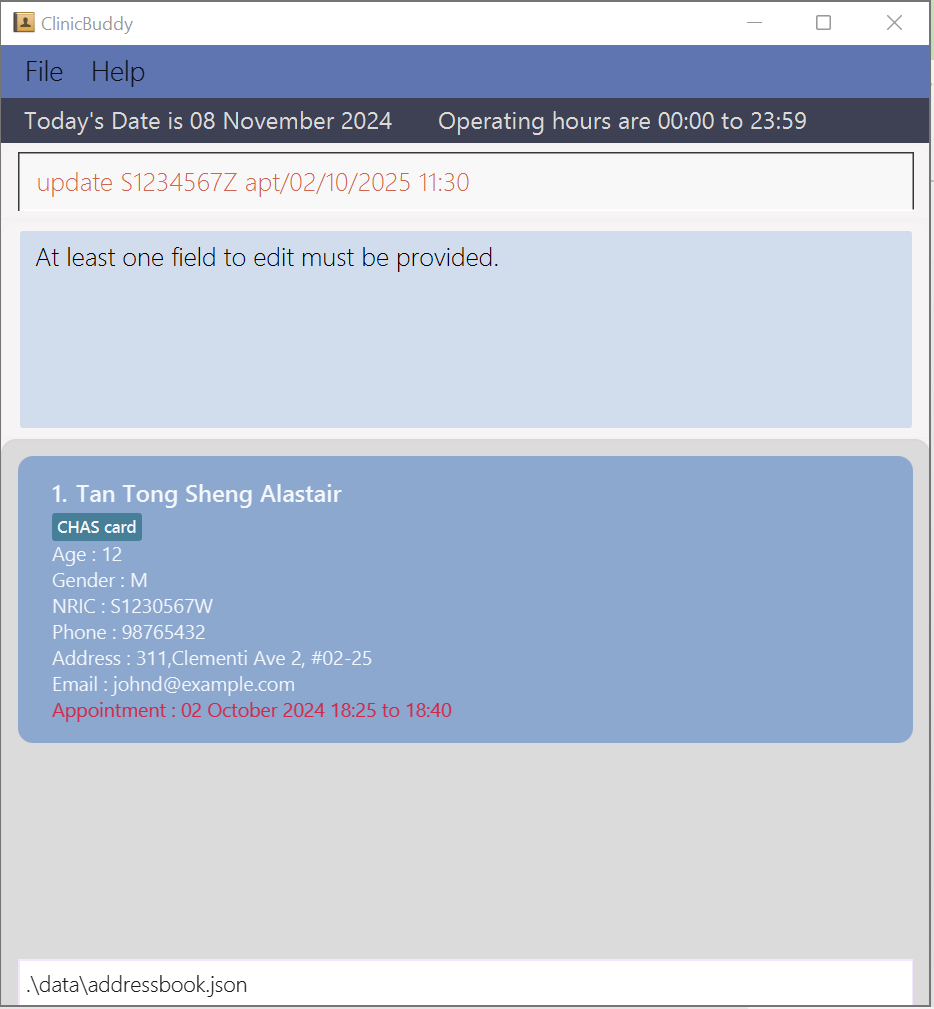 ClinicBuddy
File Help
Today's Date is 08 November 2024 Operating hours are 00:00 to 23:59
update S1234567Z apt/02/10/2025 11:30
At least one field to edit must be provided.
1. Tan Tong Sheng Alastair
CHAS card
Age : 12
Gender : M
NRIC : S1230567W
Phone : 98765432
Address : 311,Clementi Ave 2, #02-25
Email : johnd@example.com
Appointment : 02 October 2024 18:25 to 18:40
.\data\addressbook.json